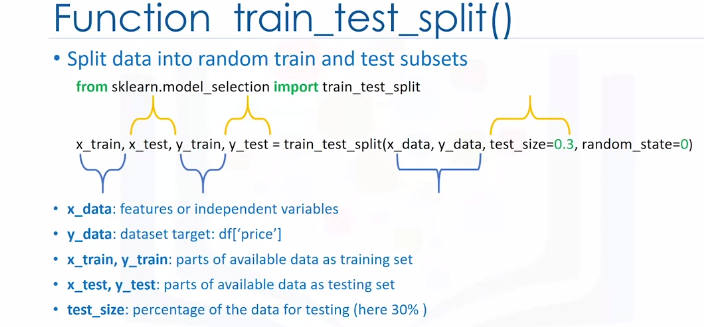 Function train_test_split()
• Split data into random train and test subsets
from sklearn.model_selection import train_test_split
x_train, x_test, y_train, y_test = train_test_split(x_data, y_data, test_size=0.3, random_state=0)
• x_data: features or independent variables
• y_data: dataset target: df[‘price’]
• x_train, y_train: parts of available data as training set
• x_test, y_test: parts of available data as testing set
• test_size: percentage of the data for testing (here 30% )